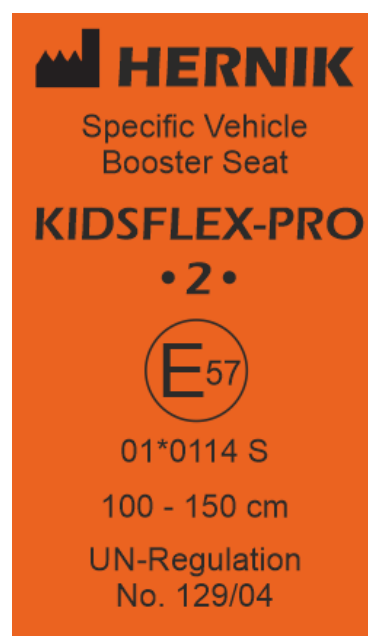 HERNIK
Specific Vehicle
Booster Seat
KIDSFLEX-PRO
•2•
E57
01*0114 S
100 - 150 cm
UN-Regulation
No. 129/04